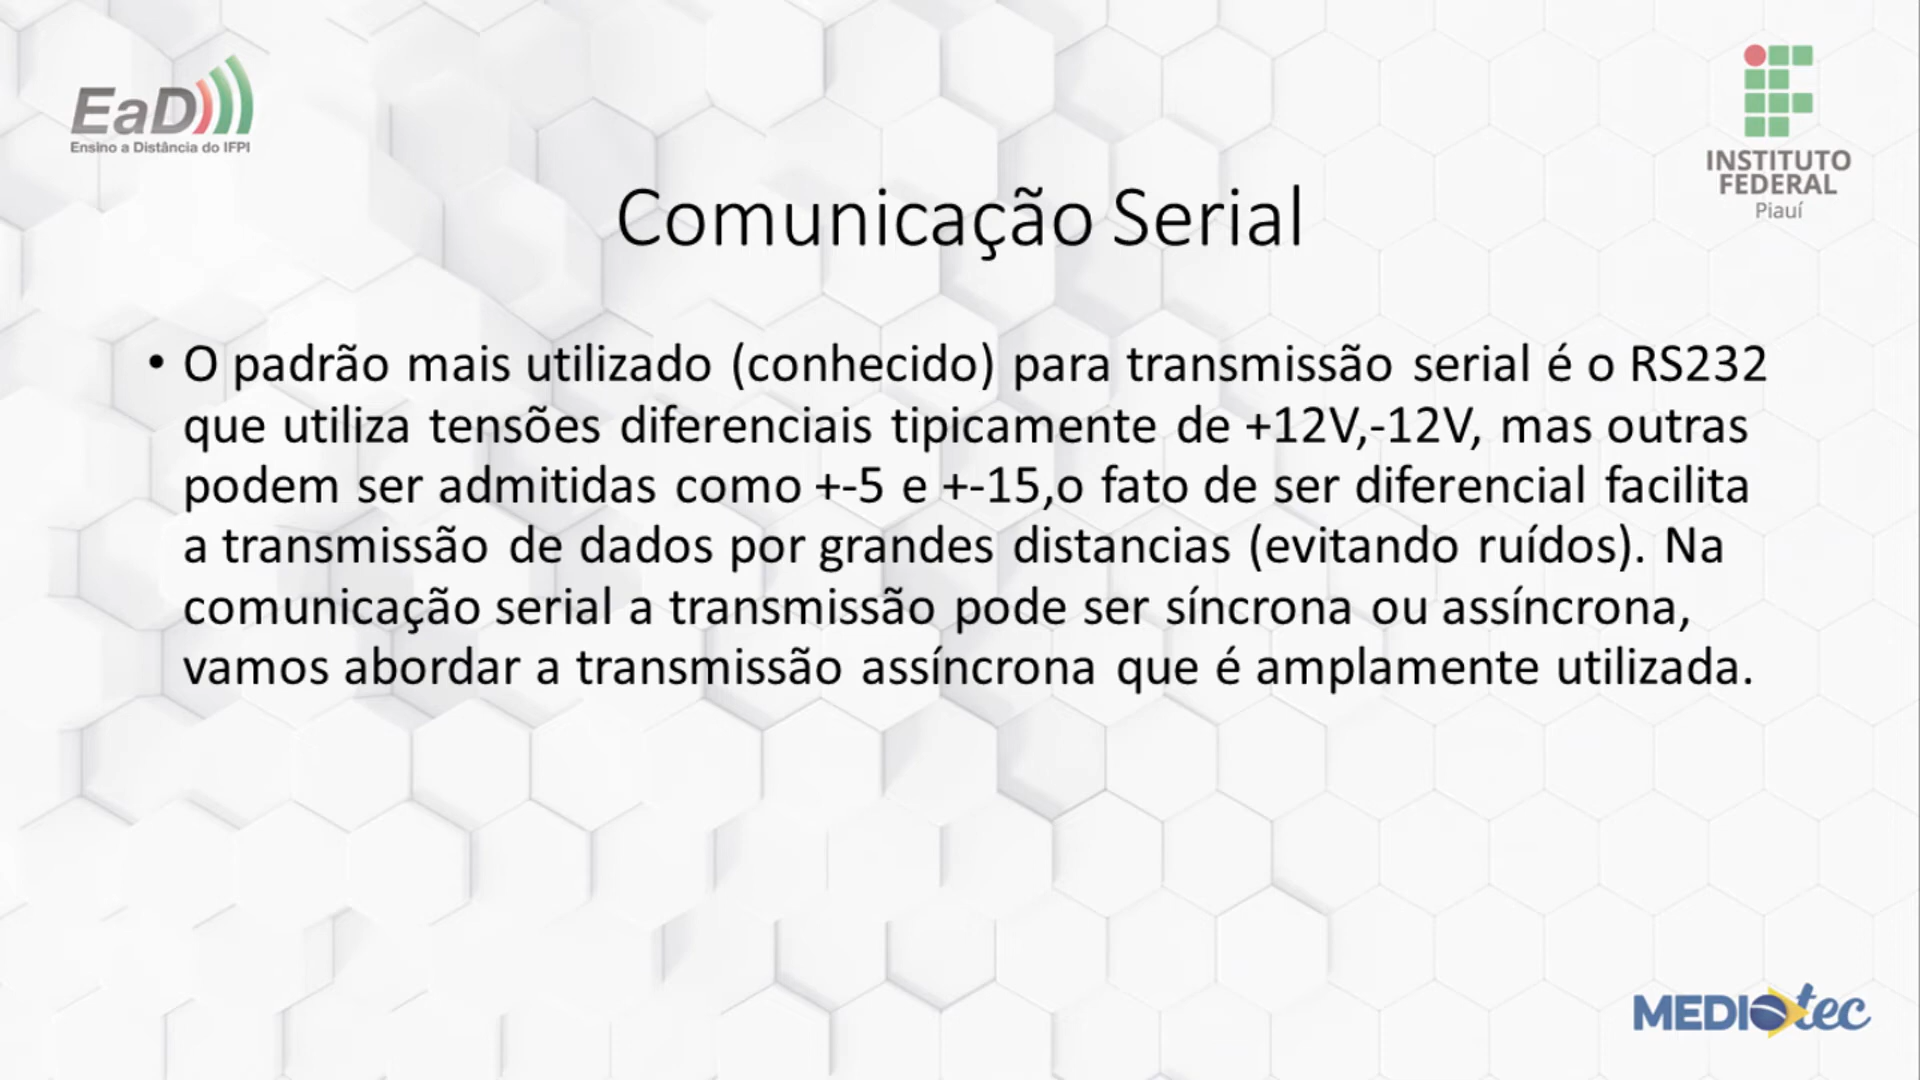 EaD
Ensino a Distância do IFPI
INSTITUTO
FEDERAL
Piauí
Comunicação Serial
• O padrão mais utilizado (conhecido) para transmissão serial é o RS232
que utiliza tensões diferenciais tipicamente de +12V,-12V, mas outras
podem ser admitidas como +-5 e +-15,o fato de ser diferencial facilita
a transmissão de dados por grandes distancias (evitando ruídos). Na
comunicação serial a transmissão pode ser síncrona ou assíncrona,
vamos abordar a transmissão assíncrona que é amplamente utilizada.
MEDIOtec